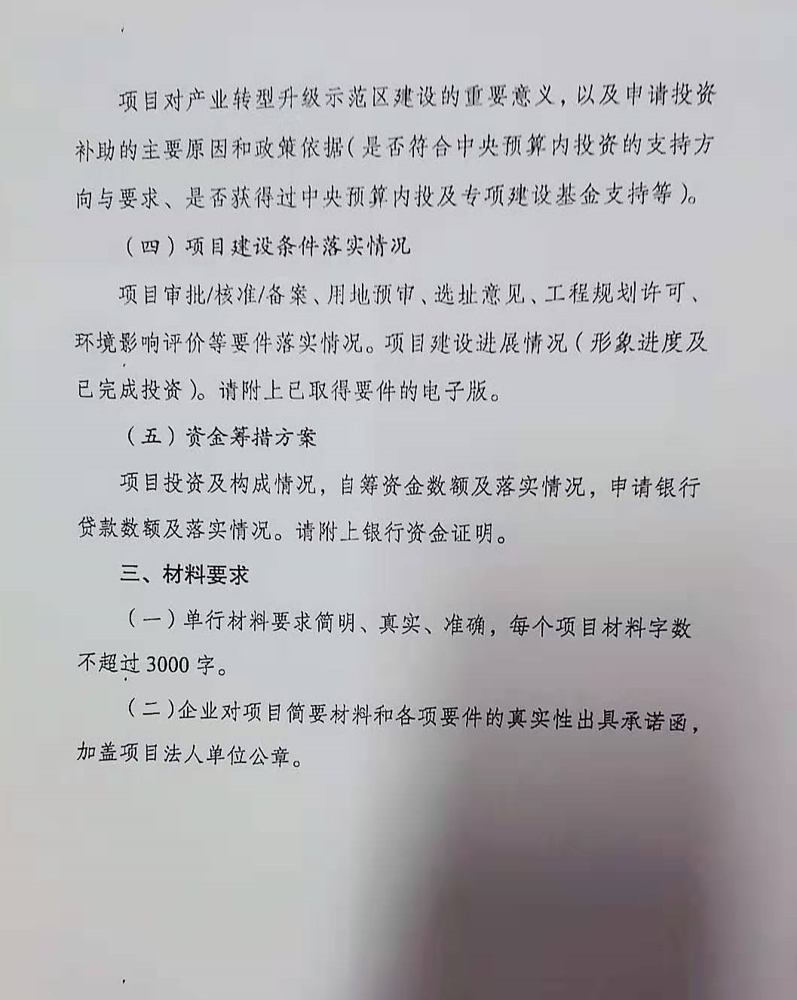 项目对产业转型升级示范区建设的重要意义，以及申请投资
补助的主要原因和政策依据（是否符合中央预算内投资的支持方
向与要求、是否获得过中央预算内投及专项建设基金支持等）。
（四）项目建设条件落实情况
项目审批/核准/备案、用地预审、选址意见、工程规划许可、
环境影响评价等要件落实情况。项目建设进展情况（形象进度及
已完成投资）。请附上已取得要件的电子版。
（五）资金筹措方案
项目投资及构成情况，自筹资金数额及落实情况，申请银行
贷款数额及落实情况。请附上银行资金证明。
三、材料要求
（一）单行材料要求简明、真实、准确，每个项目材料字数
不超过 3000 字。
（二）企业对项目简要材料和各项要件的真实性出具承诺函，
加盖项目法人单位公章。